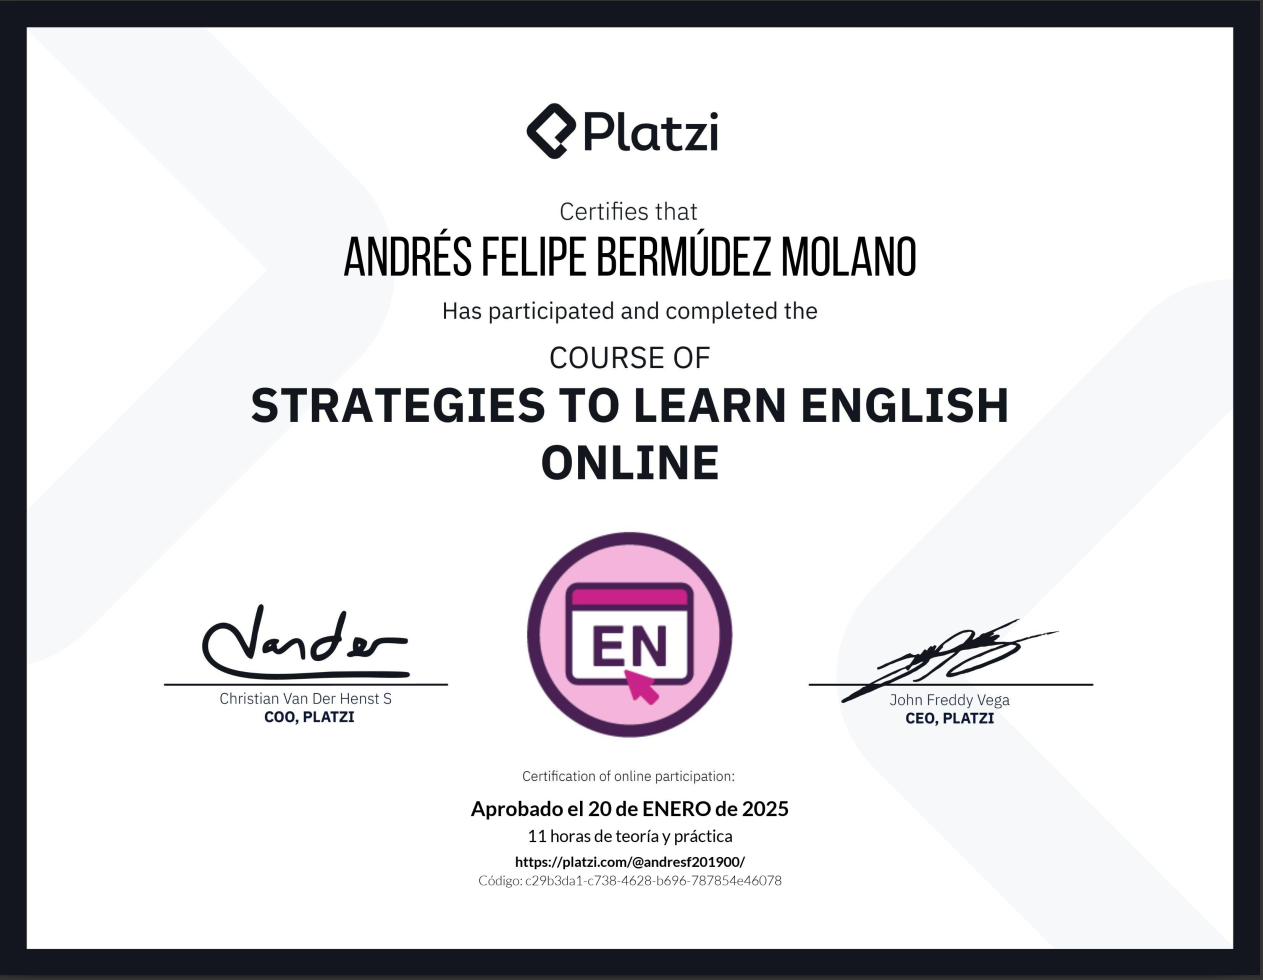 Platzi
Certifies that
ANDRÉS FELIPE BERMÚDEZ MOLANO
Has participated and completed the
COURSE OF
STRATEGIES TO LEARN ENGLISH
ONLINE
EN
Vander
Christian Van Der Henst S
COO, PLATZI
John Freddy Vega
CEO, PLATZI
Certification of online participation:
Aprobado el 20 de ENERO de 2025
11 horas de teoría y práctica
https://platzi.com/@andresf201900/
Código: c29b3da1-c738-4628-b696-787854e46078